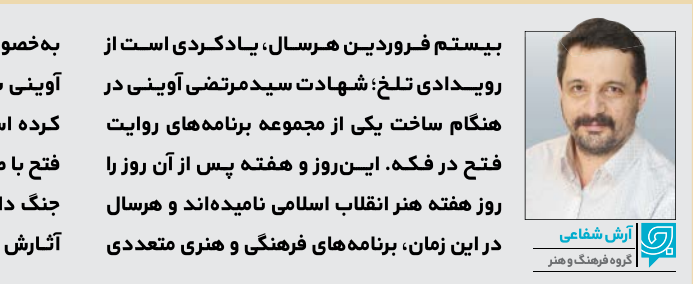 آرش شفاعی
گروه فرهنگ و هنر
بیستم فروردین هرسال، یادکردی است از
رویدادی تلخ؛ شهادت سیدمرتضی آوینی در
هنگام ساخت یکی از مجموعه برنامه‌های روایت
فتح در فکه. این‌روز و هفته پس از آن روز را
روز هفته هنر انقلاب اسلامی نامیده‌اند و هرسال
در این زمان، برنامه‌های فرهنگی و هنری متعددی
آوینی
کرده
فتح با
جنگ
آثارش